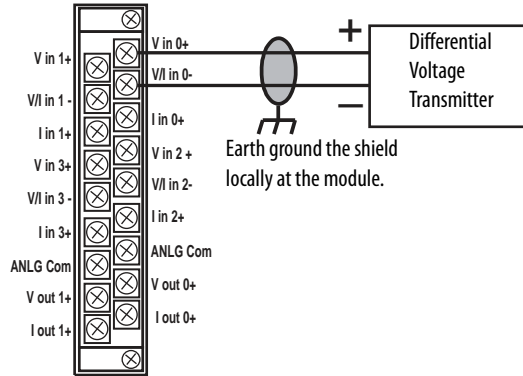 V in 1+
V/I in 1 -
I in 1+
V in 3+
V/I in 3 -
I in 3+
ANLG Com
V out 1+
I out 1+
V in 0+
V/I in 0-
I in 0+
V in 2 +
V/I in 2-
I in 2+
ANLG Com
V out 0+
I out 0+
+
—
Differential
Voltage
Transmitter
Earth ground the shield
locally at the module.